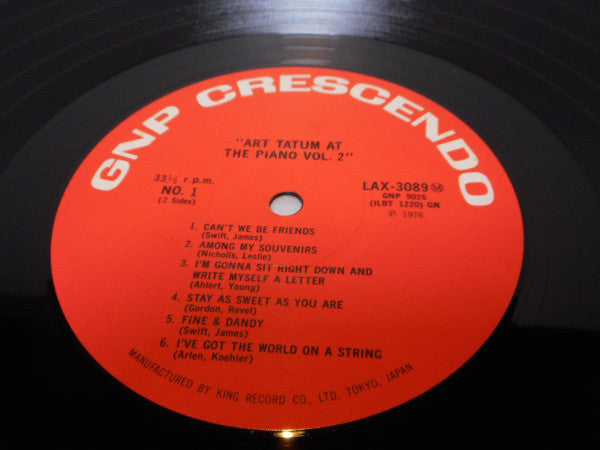 GNP CRESCENDO
"ART TATUM AT
THE PIANO VOL. 2"
33⅓ r.p.m.
NO. 1
(2 Sides)
LAX-3089 Ⓜ
GNP 9026
(ILBT 1220) GN
Ⓟ 1976
1. CAN'T WE BE FRIENDS
(Swift, James)
2. AMONG MY SOUVENIRS
(Nicholls, Leslie)
3. I'M GONNA SIT RIGHT DOWN AND
WRITE MYSELF A LETTER
(Ahlert, Young)
4. STAY AS SWEET AS YOU ARE
(Gordon, Revel)
5. FINE & DANDY
(Swift, James)
6. I'VE GOT THE WORLD ON A STRING
(Arlen, Koehler)
MANUFACTURED BY KING RECORD CO., LTD, TOKYO, JAPAN